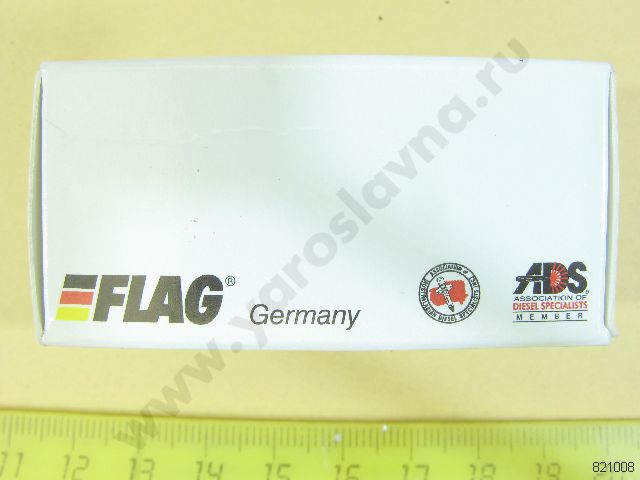 www.yaroslavna.ru
FLAG®
Germany
ADS
ASSOCIATION OF
DIESEL SPECIALISTS
MEMBER
11 12 13 14 15 16 17 18 19 20
821008